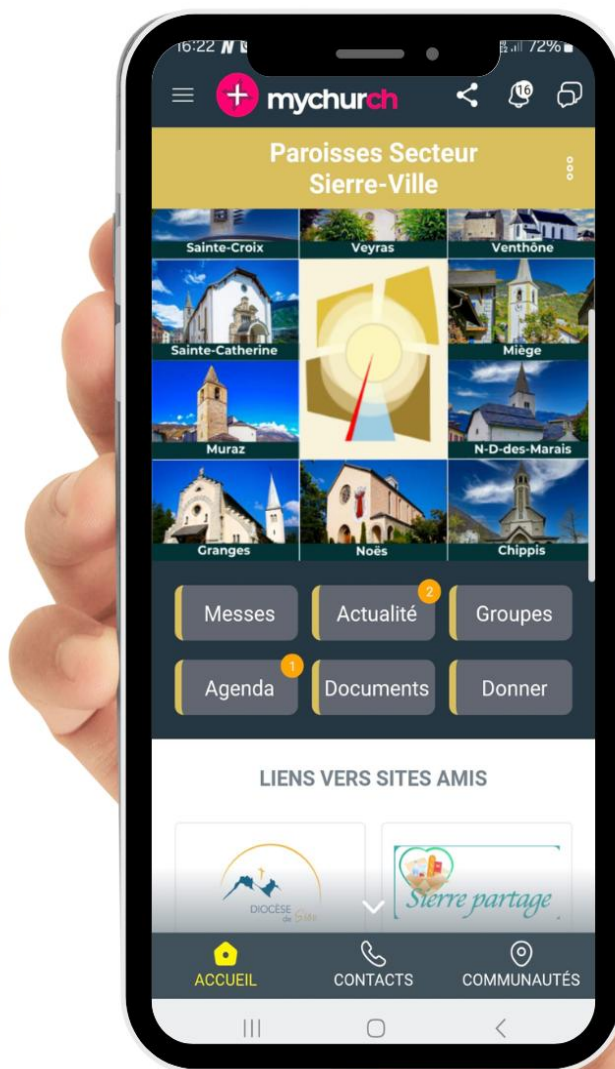 16:22
72%
mychurch
16
Paroisses Secteur
Sierre-Ville
Sainte-Croix
Veyras
Venthône
Sainte-Catherine
Miège
Muraz
N-D-des-Marais
Granges
Noës
Chippis
Messes
Actualité
2
Groupes
Agenda
1
Documents
Donner
LIENS VERS SITES AMIS
DIOCÈSE
de Sion
Sierre partage
ACCUEIL
CONTACTS
COMMUNAUTÉS